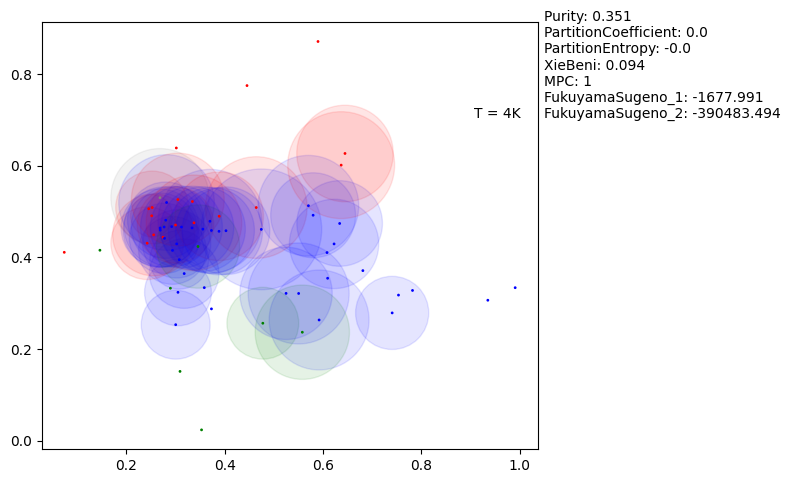 Purity: 0.351
PartitionCoefficient: 0.0
PartitionEntropy: -0.0
XieBeni: 0.094
MPC: 1
FukuyamaSugeno_1: -1677.991
FukuyamaSugeno_2: -390483.494
T = 4K
0.8
0.6
0.4
0.2
0.0
0.2 0.4 0.6 0.8 1.0